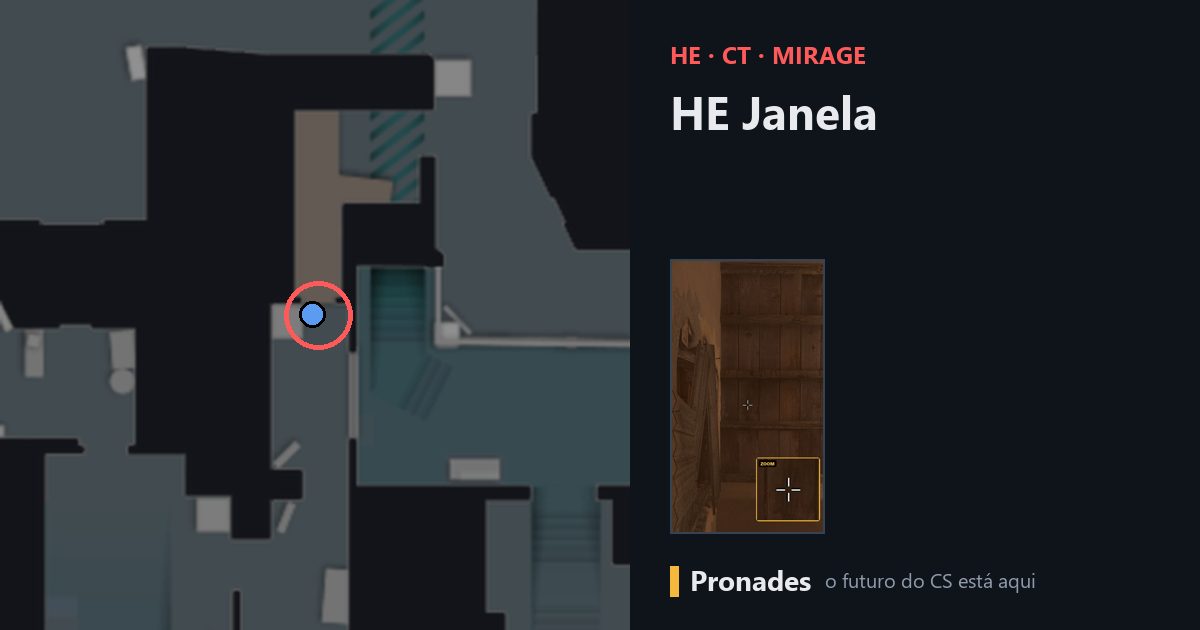 HE · CT · MIRAGE
HE Janela
ZOOM
Pronades o futuro do CS está aqui